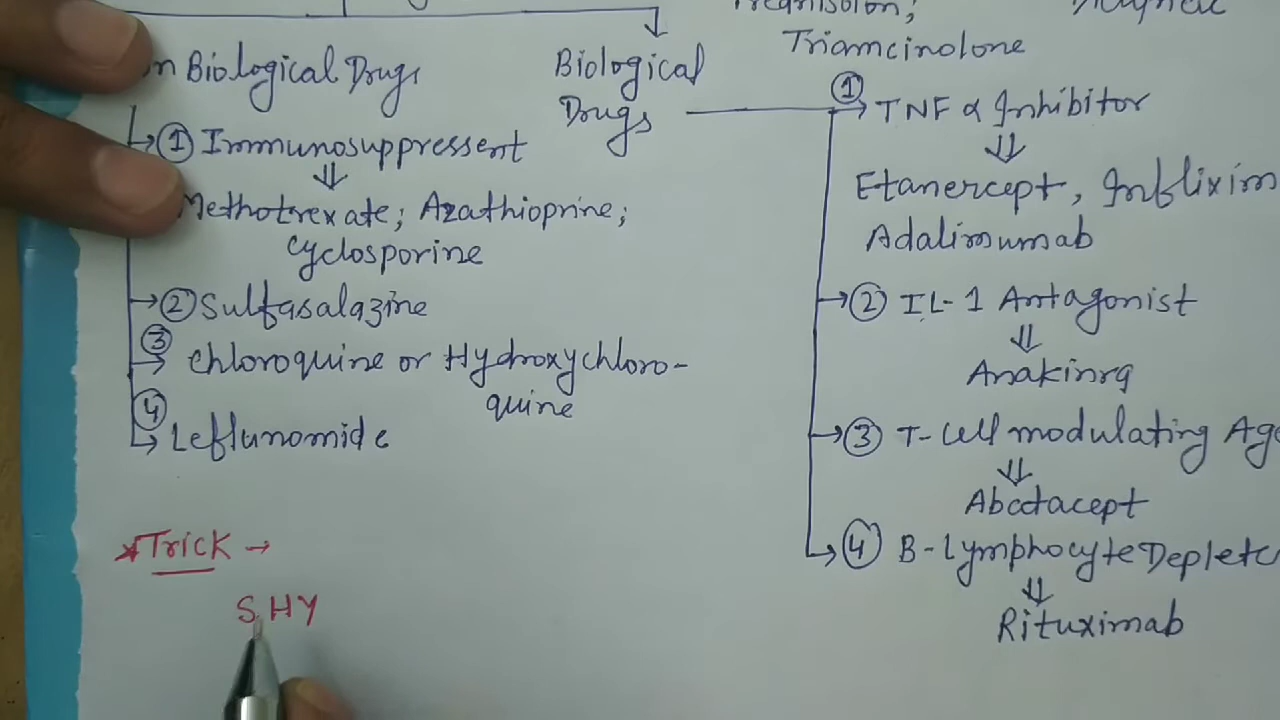 Triamcinolone
Biological Drugs
Biological
Drugs
① TNF α Inhibitor
① Immunosuppressent
⇓
Methotrexate; Azathioprine;
Cyclosporine
⇓
Etanercept, Inflixim
Adalimumab
② Sulfasalazine
③ chloroquine or Hydroxychloro-
quine
④ Leflunomide
② IL-1 Antagonist
⇓
Anakinra
③ T-Cell modulating Age
⇓
Abatacept
④ B-Lymphocyte Deplete
⇓
Rituximab
★Trick →
SHY